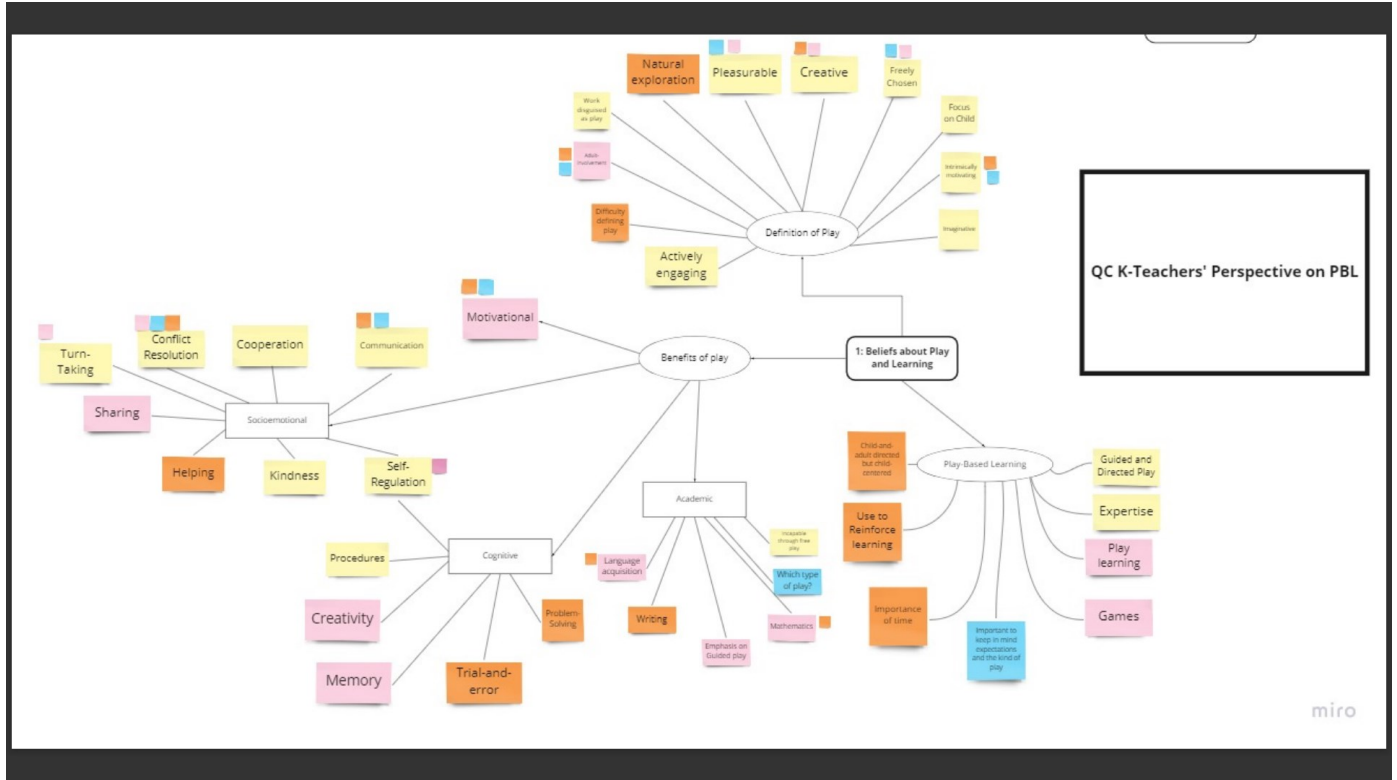 Natural
exploration
Pleasurable
Creative
Freely
Chosen
Work
disguised
as play
Focus
on Child
Adult-
involvement
Intrinsically
motivating
Difficulty
defining
play
Definition of Play
Imaginative
Actively
engaging
QC K-Teachers' Perspective on PBL
Motivational
Turn-
Taking
Conflict
Resolution
Cooperation
Communication
Benefits of play
1: Beliefs about Play
and Learning
Sharing
Socioemotional
Helping
Kindness
Self-
Regulation
Child-and-
adult directed
but child-
centered
Play-Based Learning
Guided and
Directed Play
Academic
Use to
Reinforce
learning
Expertise
Procedures
Cognitive
Language
acquisition
through free
play
Which type
of play?
Play
learning
Creativity
Problem-
Solving
Writing
Mathematics
Importance
of time
Games
Emphasis on
Guided play
Important to
keep in mind
expectations
and the kind of
play
Memory
Trial-and-
error
miro